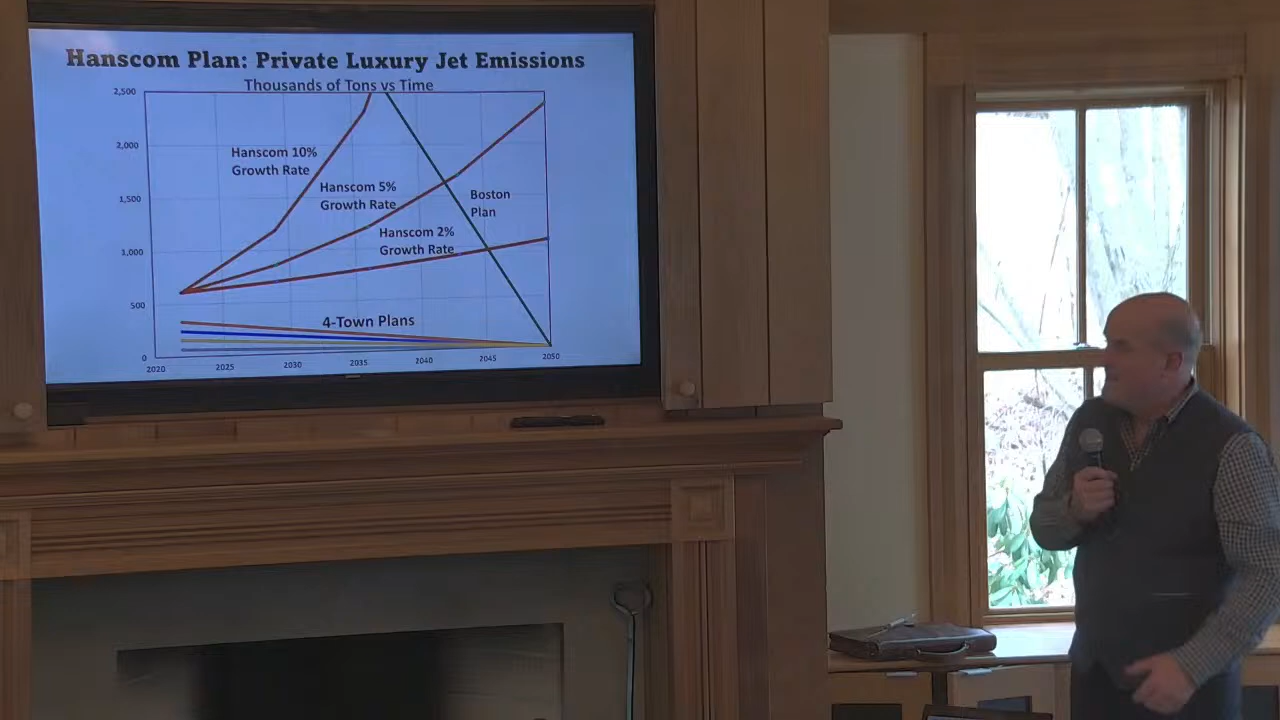 Hanscom Plan: Private Luxury Jet Emissions
Thousands of Tons vs Time
2,500
2,000
1,500
1,000
500
0
Hanscom 10%
Growth Rate
Hanscom 5%
Growth Rate
Boston
Plan
Hanscom 2%
Growth Rate
4-Town Plans
2020
2025
2030
2035
2040
2045
2050